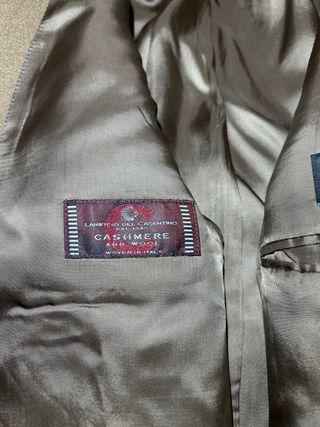 LANIFICIO DEL CASENTINO
CASHMERE
AND WOOL
WOVEN IN ITALY